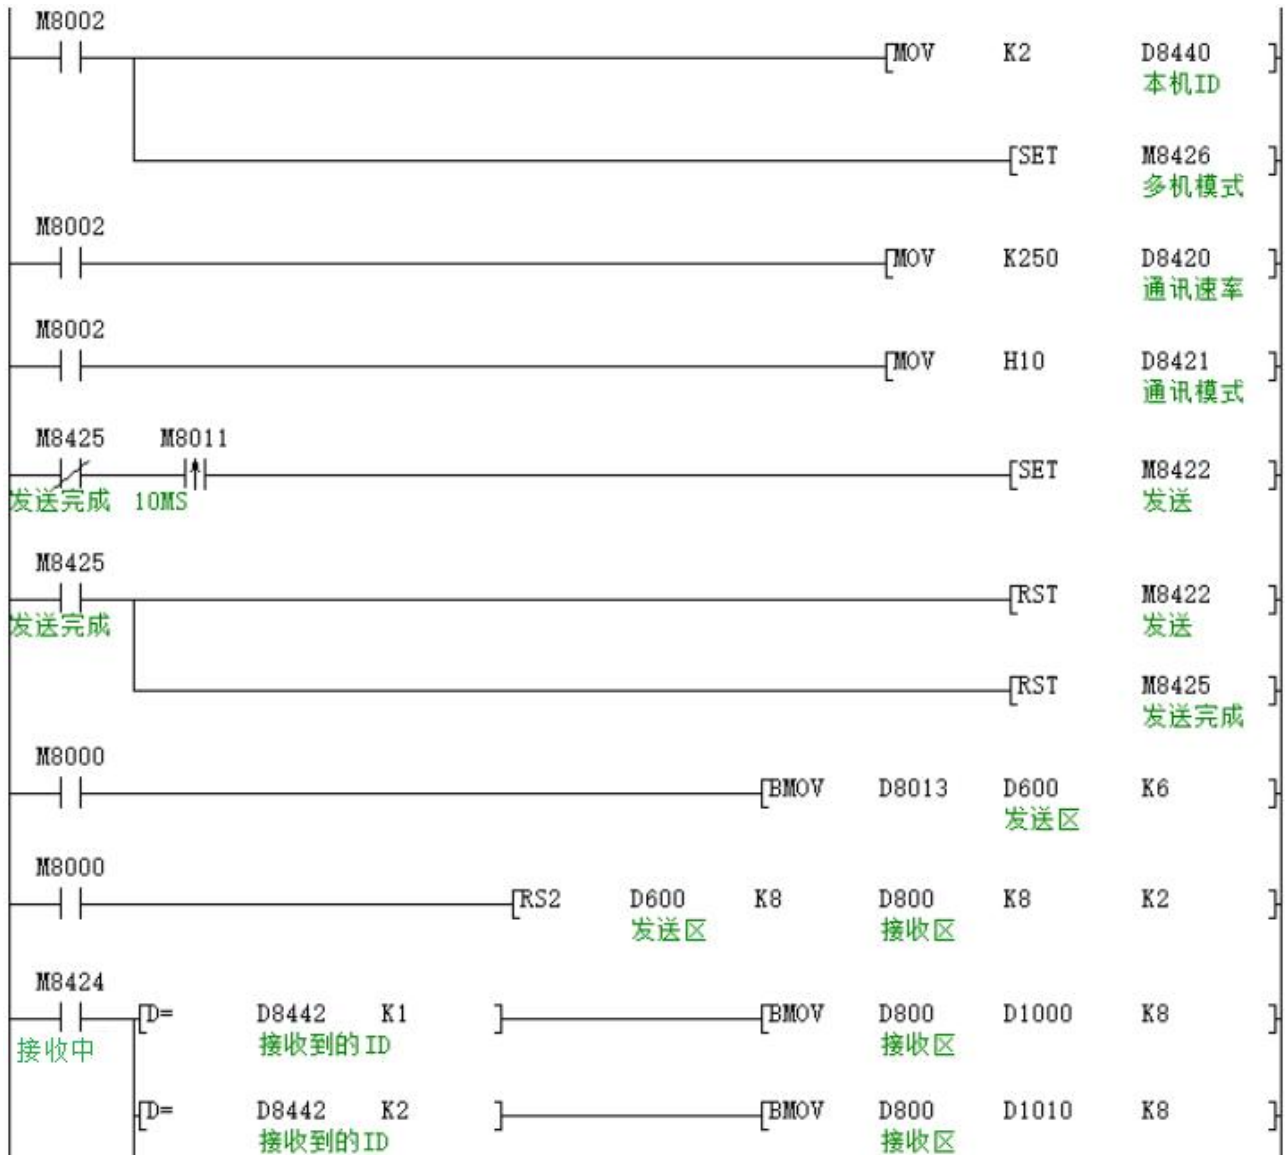 M8002
[MOV K2 D8440 ]
本机ID
[SET M8426 ]
多机模式
M8002
[MOV K250 D8420 ]
通讯速率
M8002
[MOV H10 D8421 ]
通讯模式
M8425 M8011
[SET M8422 ]
发送完成 10MS 发送
M8425
[RST M8422 ]
发送完成 发送
[RST M8425 ]
发送完成
M8000
[BMOV D8013 D600 K6 ]
发送区
M8000
[RS2 D600 K8 D800 K8 K2 ]
发送区 接收区
M8424
[D= D8442 K1 ] [BMOV D800 D1000 K8 ]
接收中 接收到的ID 接收区
[D= D8442 K2 ] [BMOV D800 D1010 K8 ]
接收到的ID 接收区